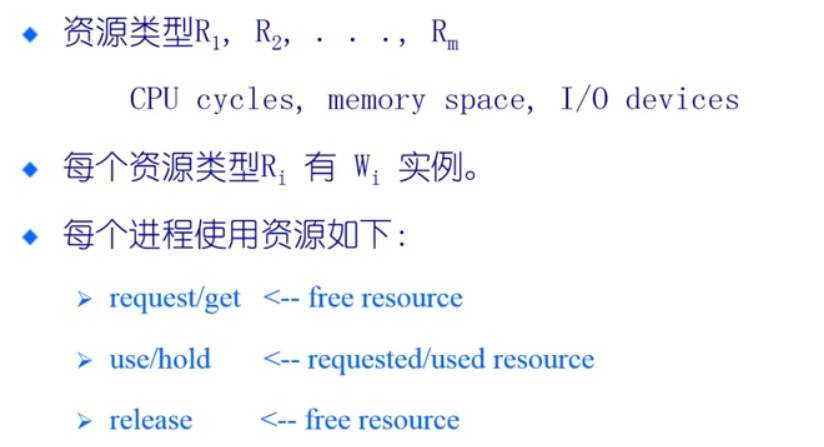 资源类型R₁, R₂, . . ., Rₘ
CPU cycles, memory space, I/O devices
每个资源类型Rᵢ 有 Wᵢ 实例。
每个进程使用资源如下:
request/get <-- free resource
use/hold <-- requested/used resource
release <-- free resource